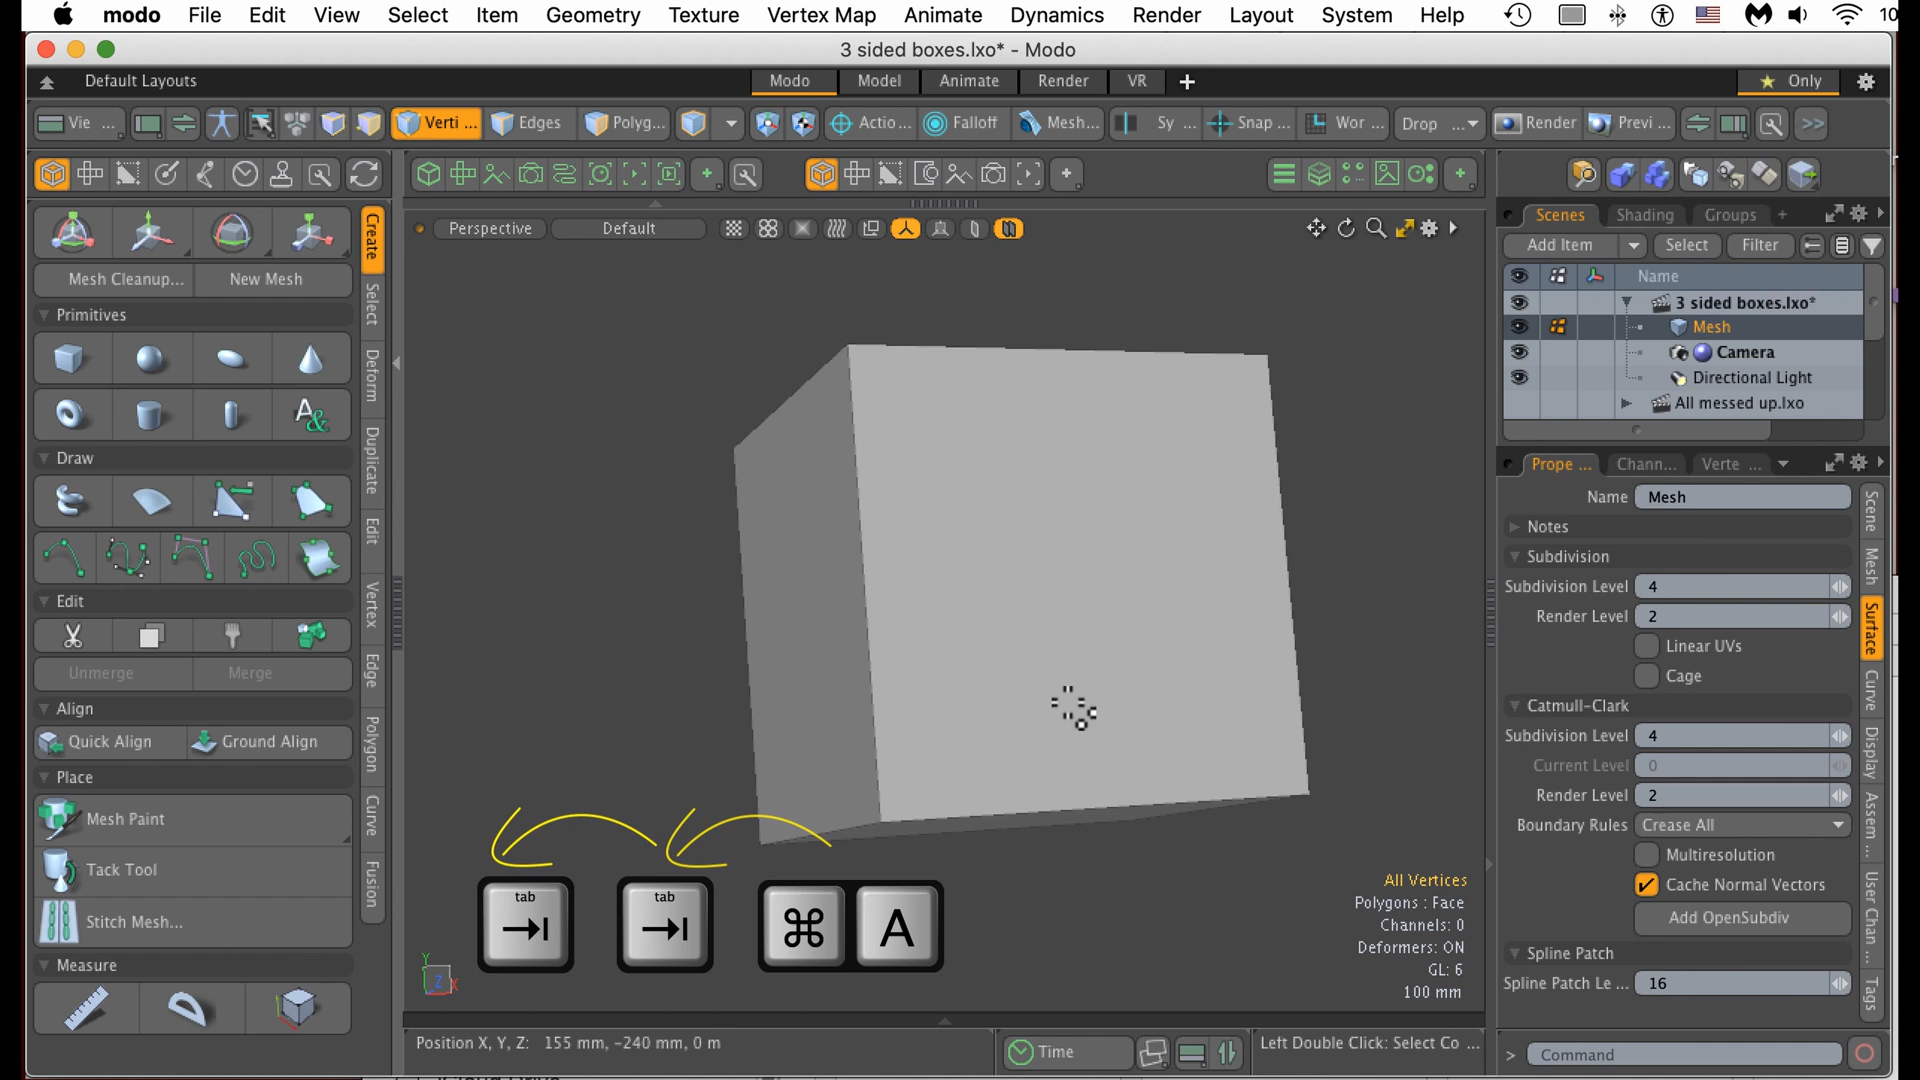 modo File Edit View Select Item Geometry Texture Vertex Map Animate Dynamics Render Layout System Help 10
3 sided boxes.lxo* - Modo
Default Layouts Modo Model Animate Render VR Only
Vie ... Verti ... Edges Polyg... Actio... Falloff Mesh... Sy ... Snap ... Wor ... Drop ... Render Previ ... >>
Perspective Default
Create
Select
Deform
Duplicate
Edit
Vertex
Edge
Polygon
Curve
Fusion
Mesh Cleanup... New Mesh
Primitives
Draw
Edit
Unmerge Merge
Align
Quick Align Ground Align
Place
Mesh Paint
Tack Tool
Stitch Mesh...
Measure
tab tab ⌘ A
Y Z X
All Vertices
Polygons : Face
Channels: 0
Deformers: ON
GL: 6
100 mm
Position X, Y, Z: 155 mm, -240 mm, 0 m
Time
Left Double Click: Select Co ...
Scenes Shading Groups +
Add Item Select Filter
Name
3 sided boxes.lxo*
Mesh
Camera
Directional Light
All messed up.lxo
Prope ... Chann... Verte ...
Name Mesh
Notes
Subdivision
Subdivision Level 4
Render Level 2
Linear UVs
Cage
Catmull-Clark
Subdivision Level 4
Current Level 0
Render Level 2
Boundary Rules Crease All
Multiresolution
Cache Normal Vectors
Add OpenSubdiv
Spline Patch
Spline Patch Le ... 16
Scene
Mesh
Surface
Curve
Display
Assem ...
User Chan ...
Tags
> Command